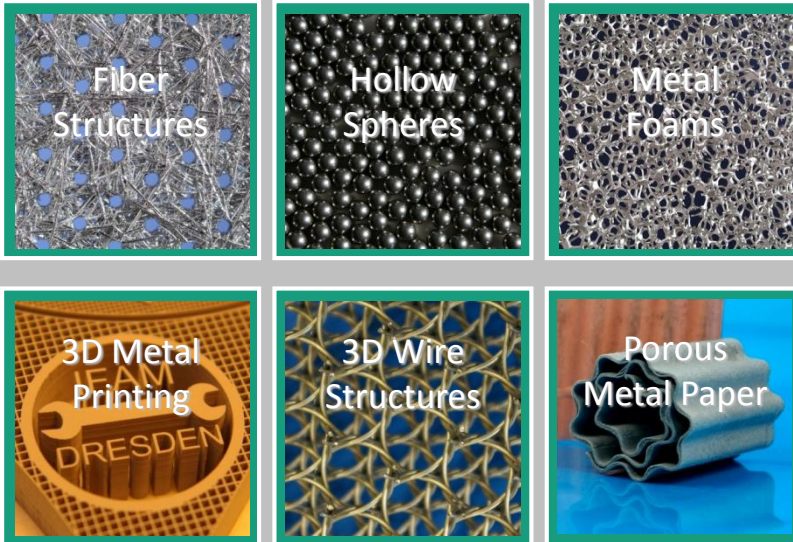 Fiber
Structures
Hollow
Spheres
Metal
Foams
3D Metal
Printing
IFAM
DRESDEN
3D Wire
Structures
Porous
Metal Paper